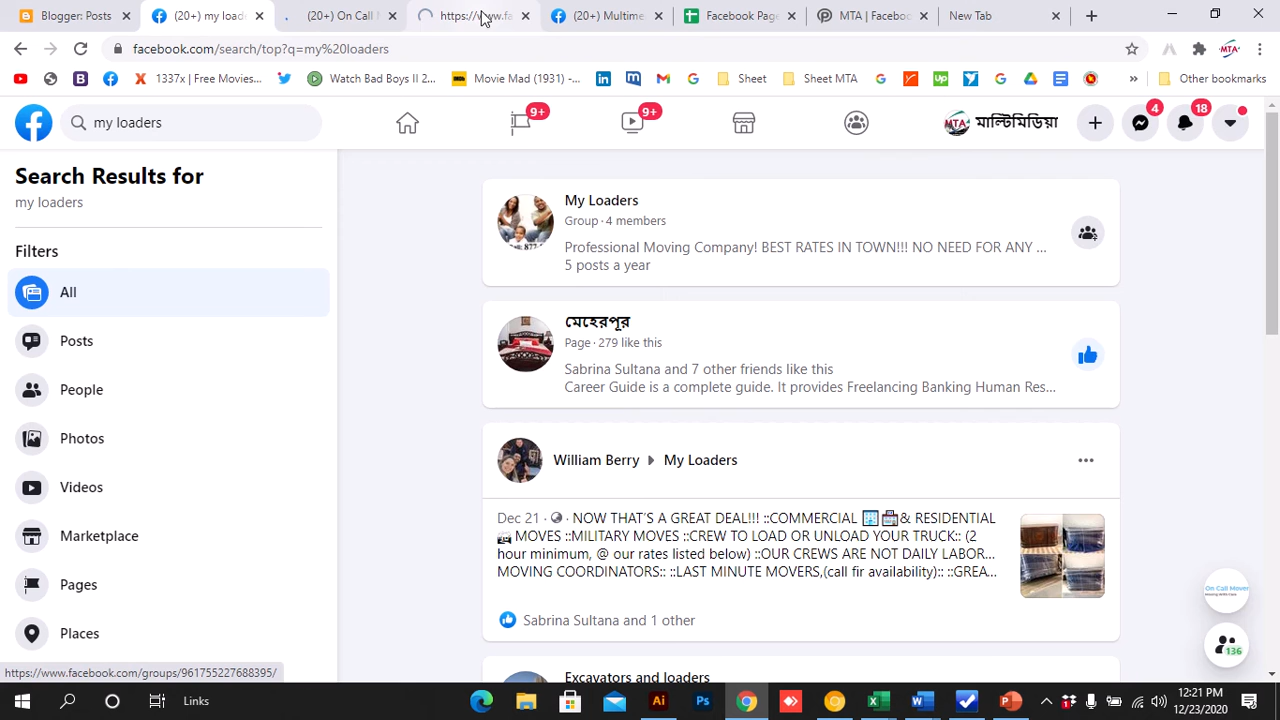 Blogger: Posts
(20+) my load
(20+) On Call M
https://www.fa
(20+) Multime
Facebook Pag
MTA | Faceboo
New Tab
facebook.com/search/top?q=my%20loaders
1337x | Free Movies...
Watch Bad Boys II 2...
Movie Mad (1931) -...
Sheet
Sheet MTA
Other bookmarks
my loaders
9+
9+
মাল্টিমিডিয়া
4
18
Search Results for
my loaders
Filters
All
Posts
People
Photos
Videos
Marketplace
Pages
Places
My Loaders
Group · 4 members
Professional Moving Company! BEST RATES IN TOWN!!! NO NEED FOR ANY ...
5 posts a year
মেহেরপুর
Page · 279 like this
Sabrina Sultana and 7 other friends like this
Career Guide is a complete guide. It provides Freelancing Banking Human Res...
William Berry ▶ My Loaders
Dec 21 · NOW THAT'S A GREAT DEAL!!! ::COMMERCIAL & RESIDENTIAL
MOVES ::MILITARY MOVES ::CREW TO LOAD OR UNLOAD YOUR TRUCK:: (2
hour minimum, @ our rates listed below) ::OUR CREWS ARE NOT DAILY LABOR...
MOVING COORDINATORS:: ::LAST MINUTE MOVERS,(call fir availability):: ::GREA...
Sabrina Sultana and 1 other
Excavators and loaders
On Call Mover
136
https://www.facebook.com/groups/961755227688395/
Links
12:21 PM
12/23/2020